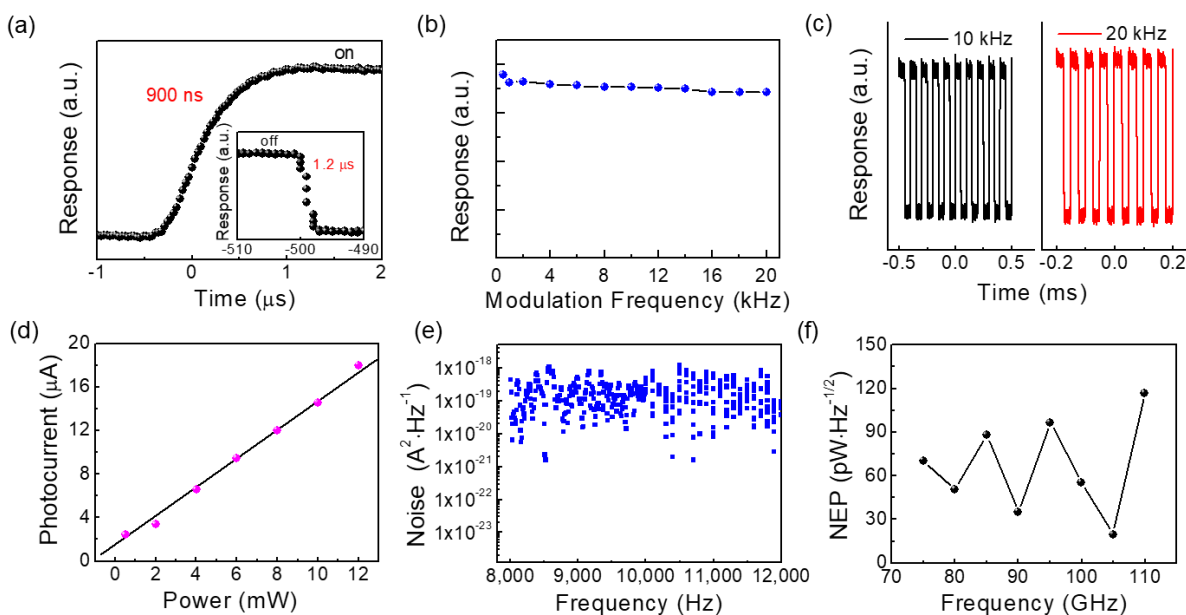 (a)
Response (a.u.)
900 ns
on
-1 0 1 2
Time (μs)
Response (a.u.)
off
1.2 μs
-510 -500 -490
(b)
Response (a.u.)
0 4 8 12 16 20
Modulation Frequency (kHz)
(c)
Response (a.u.)
10 kHz
20 kHz
-0.5 0.0 0.5
-0.2 0.0 0.2
Time (ms)
(d)
Photocurrent (μA)
20
16
12
8
4
0
0 2 4 6 8 10 12
Power (mW)
(e)
Noise (A²·Hz⁻¹)
1x10⁻¹⁸
1x10⁻¹⁹
1x10⁻²⁰
1x10⁻²¹
1x10⁻²²
1x10⁻²³
8,000 9,000 10,000 11,000 12,000
Frequency (Hz)
(f)
NEP (pW·Hz⁻¹ᐟ²)
150
120
90
60
30
0
70 80 90 100 110
Frequency (GHz)